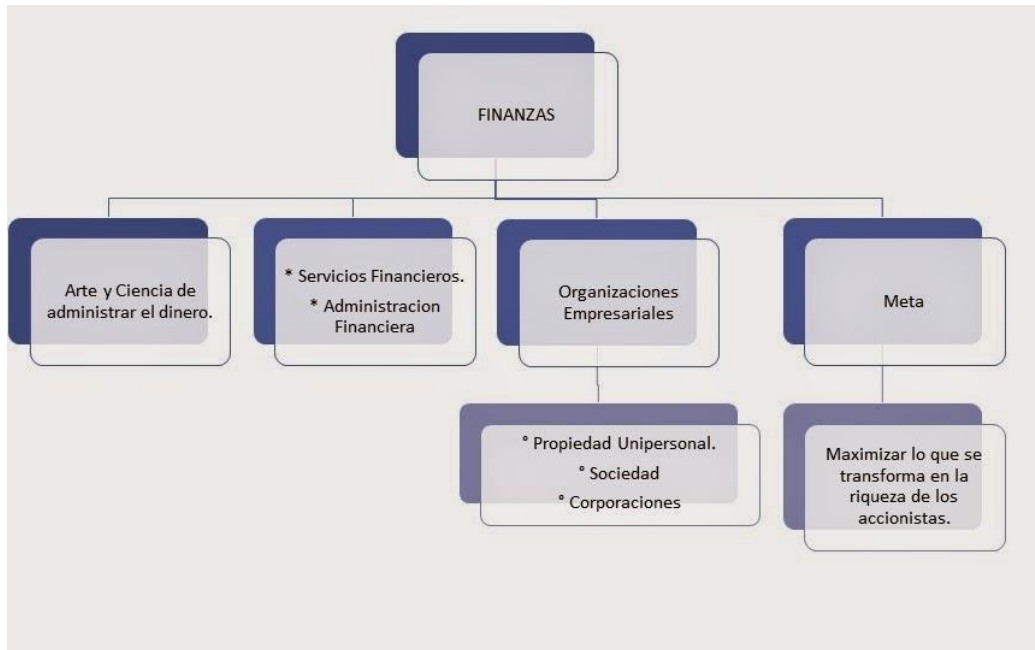 FINANZAS
Arte y Ciencia de
administrar el dinero.
* Servicios Financieros.
* Administracion
Financiera
Organizaciones
Empresariales
Meta
° Propiedad Unipersonal.
° Sociedad
° Corporaciones
Maximizar lo que se
transforma en la
riqueza de los
accionistas.